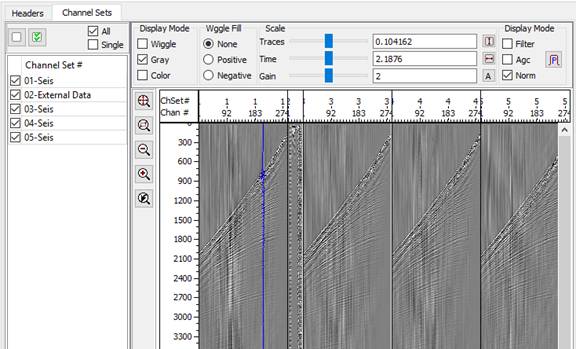 Headers
Channel Sets
All
Single
Channel Set #
01-Seis
02-External Data
03-Seis
04-Seis
05-Seis
Display Mode
Wiggle
Gray
Color
Wggle Fill
None
Positive
Negative
Scale
Traces 0.104162
Time 2.1876
Gain 2
A
Display Mode
Filter
Agc
Norm
ChSet# 1 1 1 2 3 3 3 4 4 4 5 5 5
Chan # 92 183 274 92 183 274 92 183 274 92 183 274
0
300
600
900
1200
1500
1800
2100
2400
2700
3000
3300